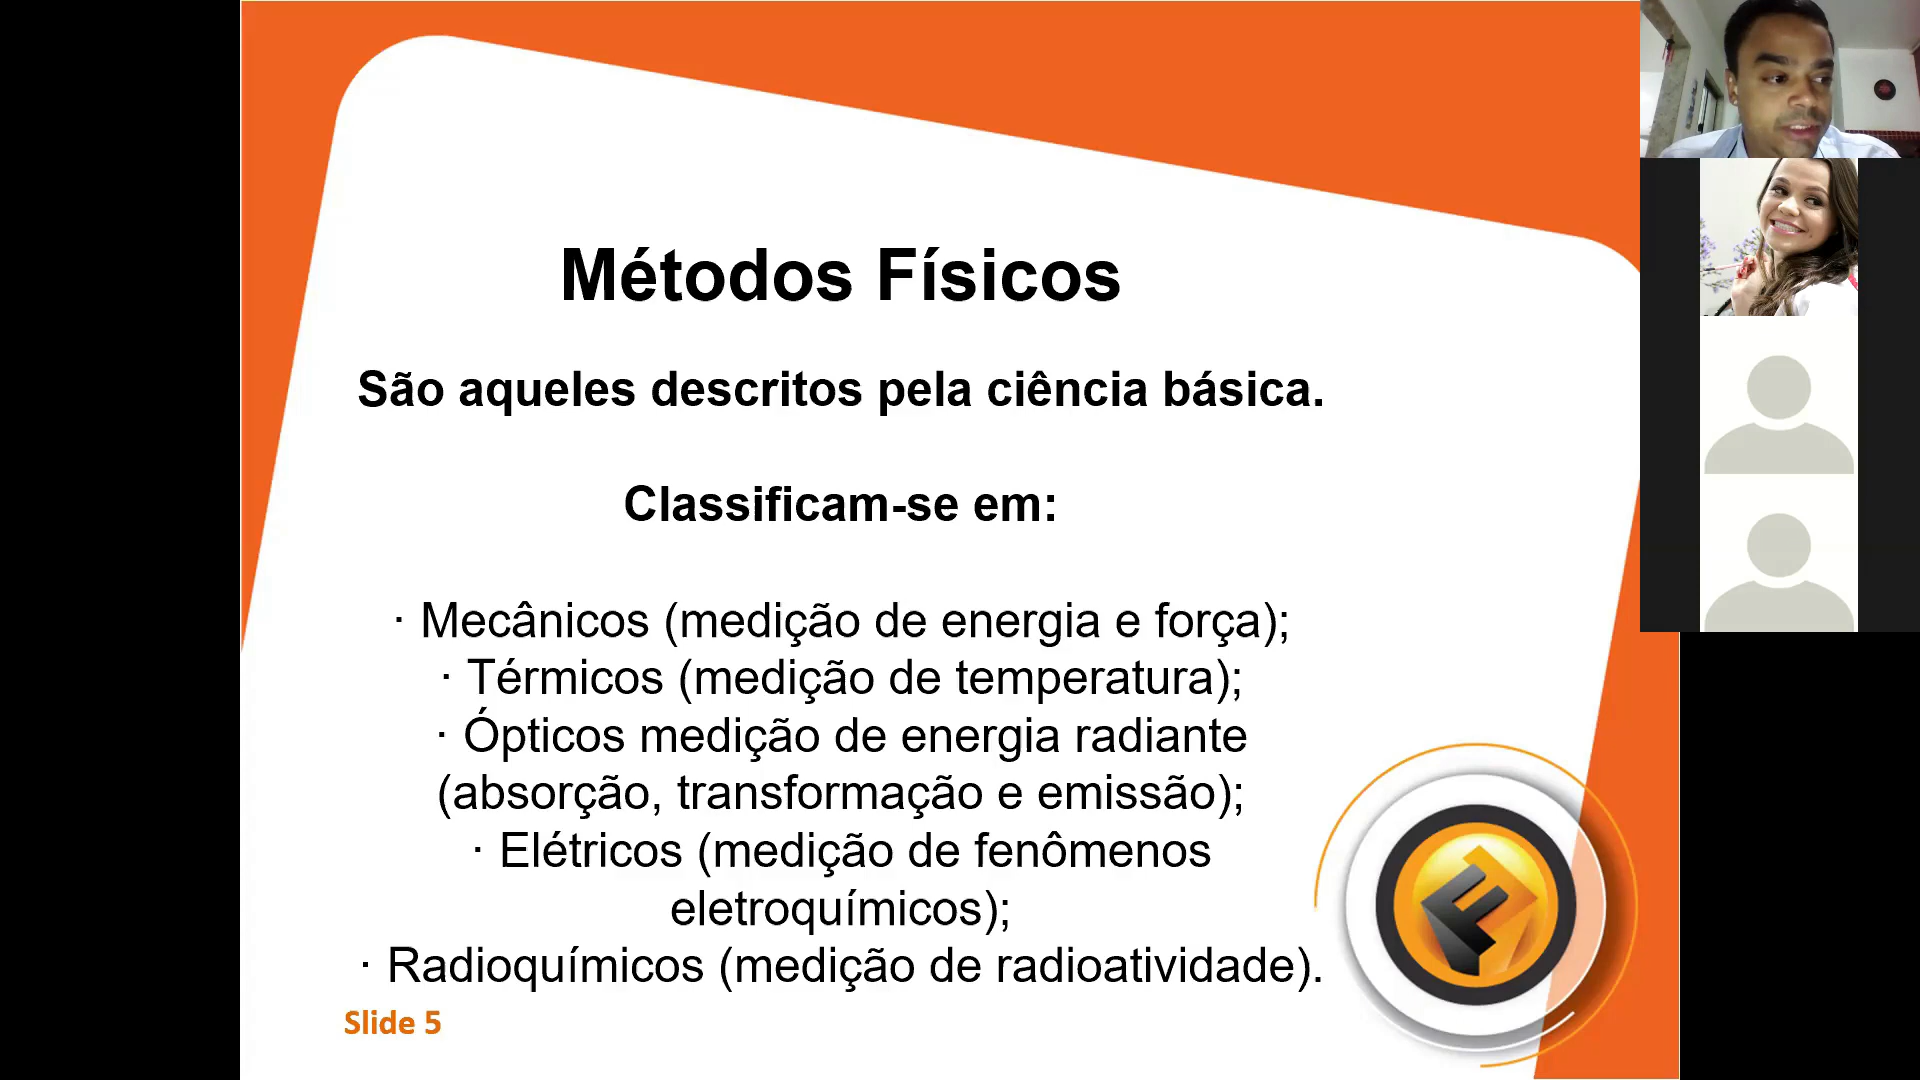 Métodos Físicos
São aqueles descritos pela ciência básica.
Classificam-se em:
· Mecânicos (medição de energia e força);
· Térmicos (medição de temperatura);
· Ópticos medição de energia radiante
(absorção, transformação e emissão);
· Elétricos (medição de fenômenos
eletroquímicos);
· Radioquímicos (medição de radioatividade).
Slide 5